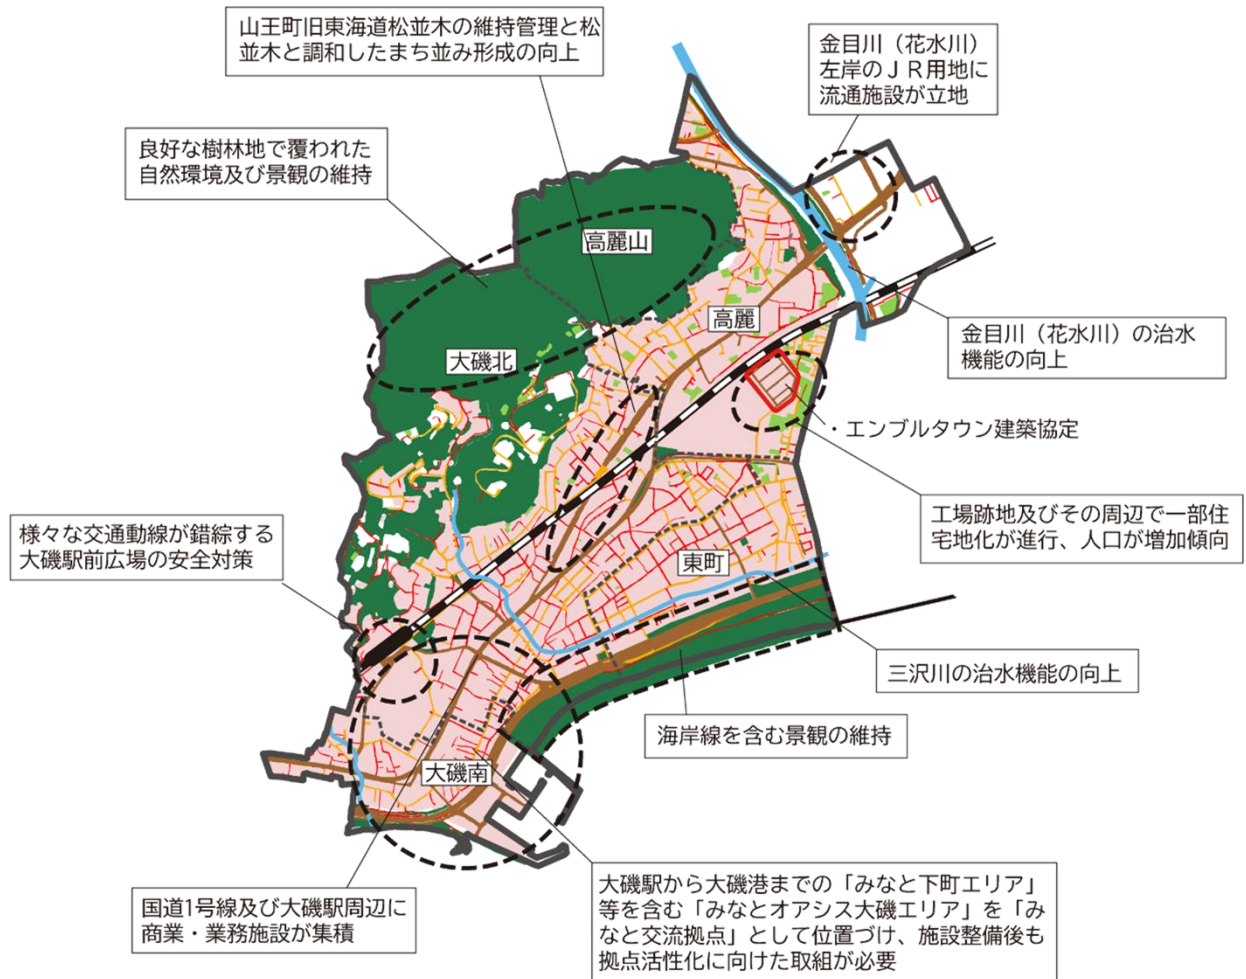 山王町旧東海道松並木の維持管理と松
並木と調和したまち並み形成の向上
金目川（花水川）
左岸のＪＲ用地に
流通施設が立地
良好な樹林地で覆われた
自然環境及び景観の維持
高麗山
高麗
大磯北
金目川（花水川）の治水
機能の向上
・エンブルタウン建築協定
工場跡地及びその周辺で一部住
宅地化が進行、人口が増加傾向
様々な交通動線が錯綜する
大磯駅前広場の安全対策
東町
三沢川の治水機能の向上
海岸線を含む景観の維持
大磯南
国道1号線及び大磯駅周辺に
商業・業務施設が集積
大磯駅から大磯港までの「みなと下町エリア」
等を含む「みなとオアシス大磯エリア」を「み
なと交流拠点」として位置づけ、施設整備後も
拠点活性化に向けた取組が必要